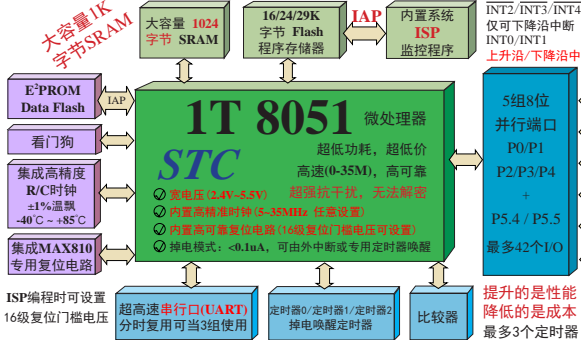 大容量1K
字节SRAM
大容量 1024
字节 SRAM
16/24/29K
字节 Flash
程序存储器
IAP
内置系统
ISP
监控程序
INT2/INT3/INT4
仅可下降沿中断
INT0/INT1
上升沿/下降沿中
E²PROM
Data Flash
IAP
看门狗
集成高精度
R/C时钟
±1%温飘
-40℃ ~ +85℃
集成MAX810
专用复位电路
1T 8051 微处理器
STC
超低功耗，超低价
高速(0-35M)，高可靠
超强抗干扰，无法解密
宽电压(2.4V~5.5V)
内置高精准时钟(5~35MHz 任意设置)
内置高可靠复位电路(16级复位门槛电压可设置)
掉电模式：<0.1uA，可由外中断或专用定时器唤醒
5组8位
并行端口
P0/P1
P2/P3/P4
+
P5.4 / P5.5
最多42个I/O
ISP编程时可设置
16级复位门槛电压
超高速串行口(UART)
分时复用可当3组使用
定时器0/定时器1/定时器2
掉电唤醒定时器
比较器
提升的是性能
降低的是成本
最多3个定时器